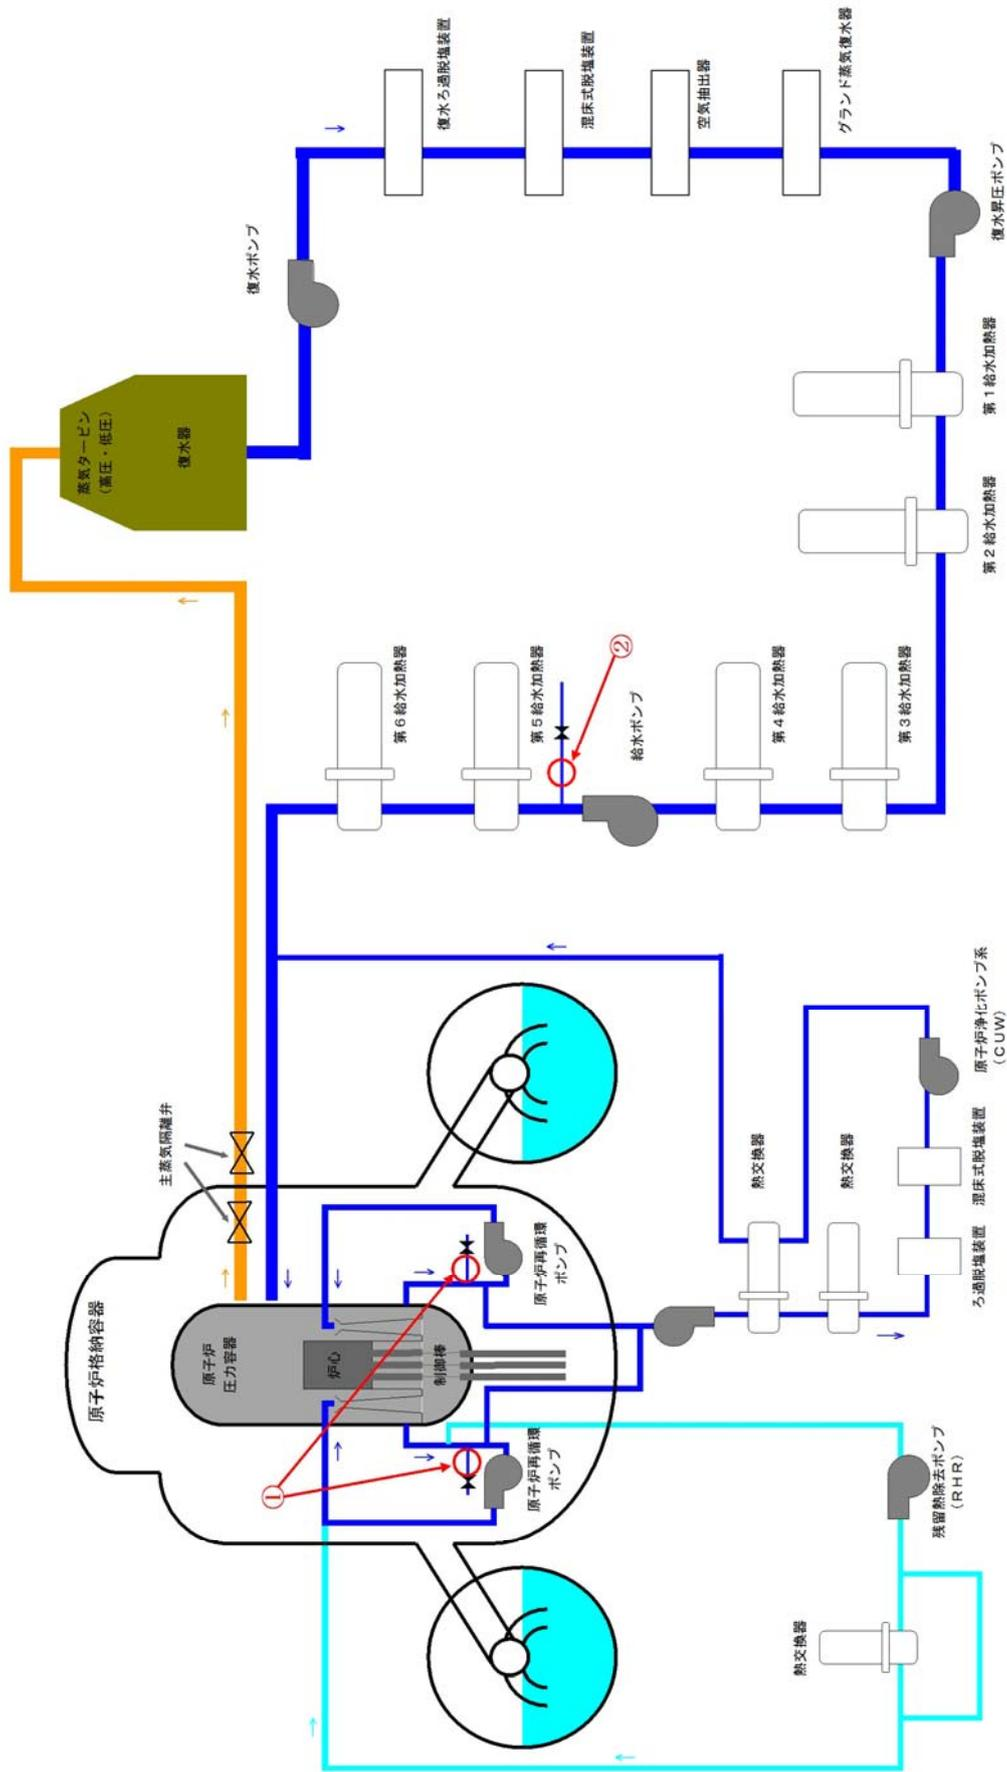 原子炉格納容器
主蒸気隔離弁
蒸気タービン
（高圧・低圧）
復水器
復水ポンプ
復水ろ過脱塩装置
混床式脱塩装置
空気抽出器
グランド蒸気復水器
復水昇圧ポンプ
第１給水加熱器
第２給水加熱器
第３給水加熱器
第４給水加熱器
給水ポンプ
②
第５給水加熱器
第６給水加熱器
①
原子炉
圧力容器
炉心
制御棒
原子炉再循環
ポンプ
原子炉再循環
ポンプ
熱交換器
熱交換器
ろ過脱塩装置
混床式脱塩装置
原子炉浄化ポンプ系
（ＣＵＷ）
残留熱除去ポンプ
（ＲＨＲ）
熱交換器